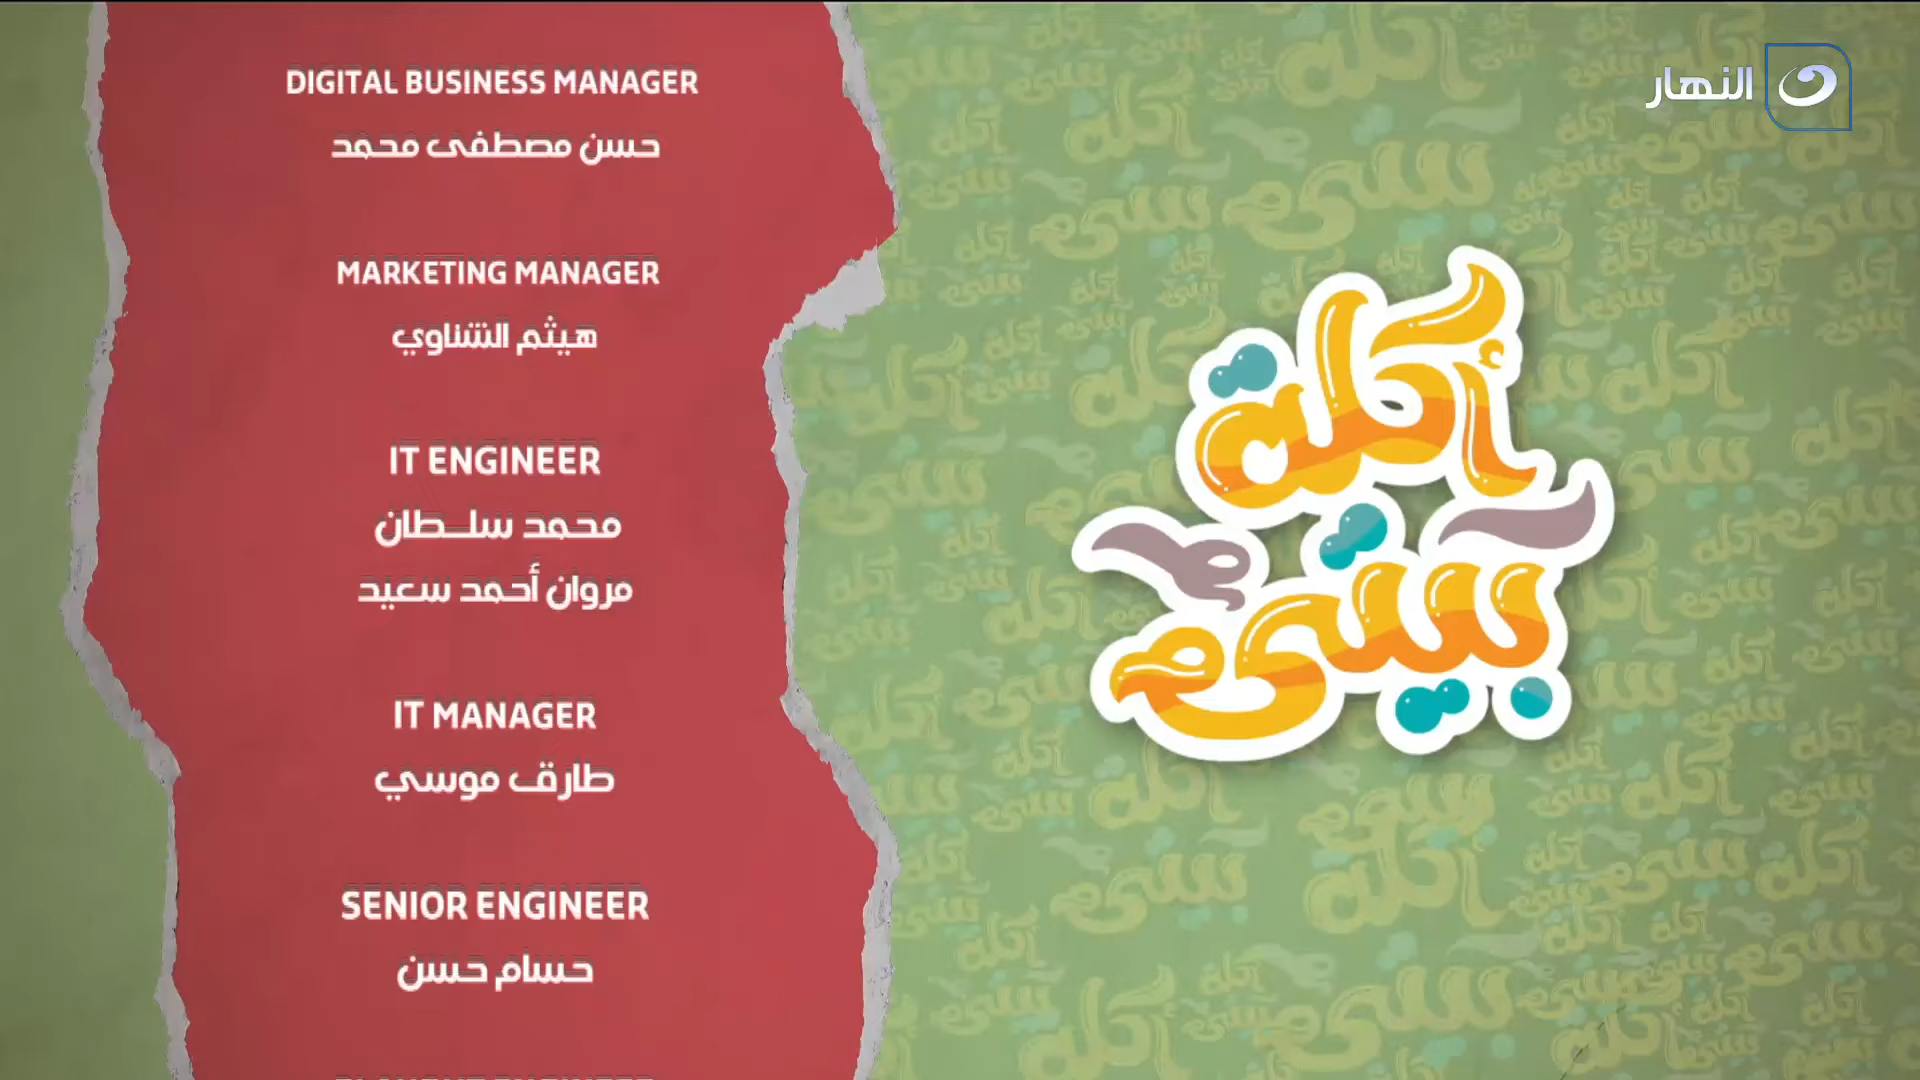 DIGITAL BUSINESS MANAGER
حسن مصطفى محمد
MARKETING MANAGER
هيثم الشناوي
IT ENGINEER
محمد سلـطان
مروان أحمد سعيد
IT MANAGER
طارق موسي
SENIOR ENGINEER
حسام حسن
النهار
أكلة
بيتي